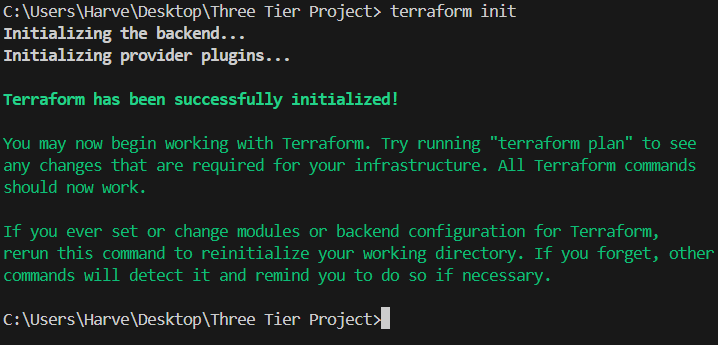 C:\Users\Harve\Desktop\Three Tier Project> terraform init
Initializing the backend...
Initializing provider plugins...
Terraform has been successfully initialized!
You may now begin working with Terraform. Try running "terraform plan" to see
any changes that are required for your infrastructure. All Terraform commands
should now work.
If you ever set or change modules or backend configuration for Terraform,
rerun this command to reinitialize your working directory. If you forget, other
commands will detect it and remind you to do so if necessary.
C:\Users\Harve\Desktop\Three Tier Project>